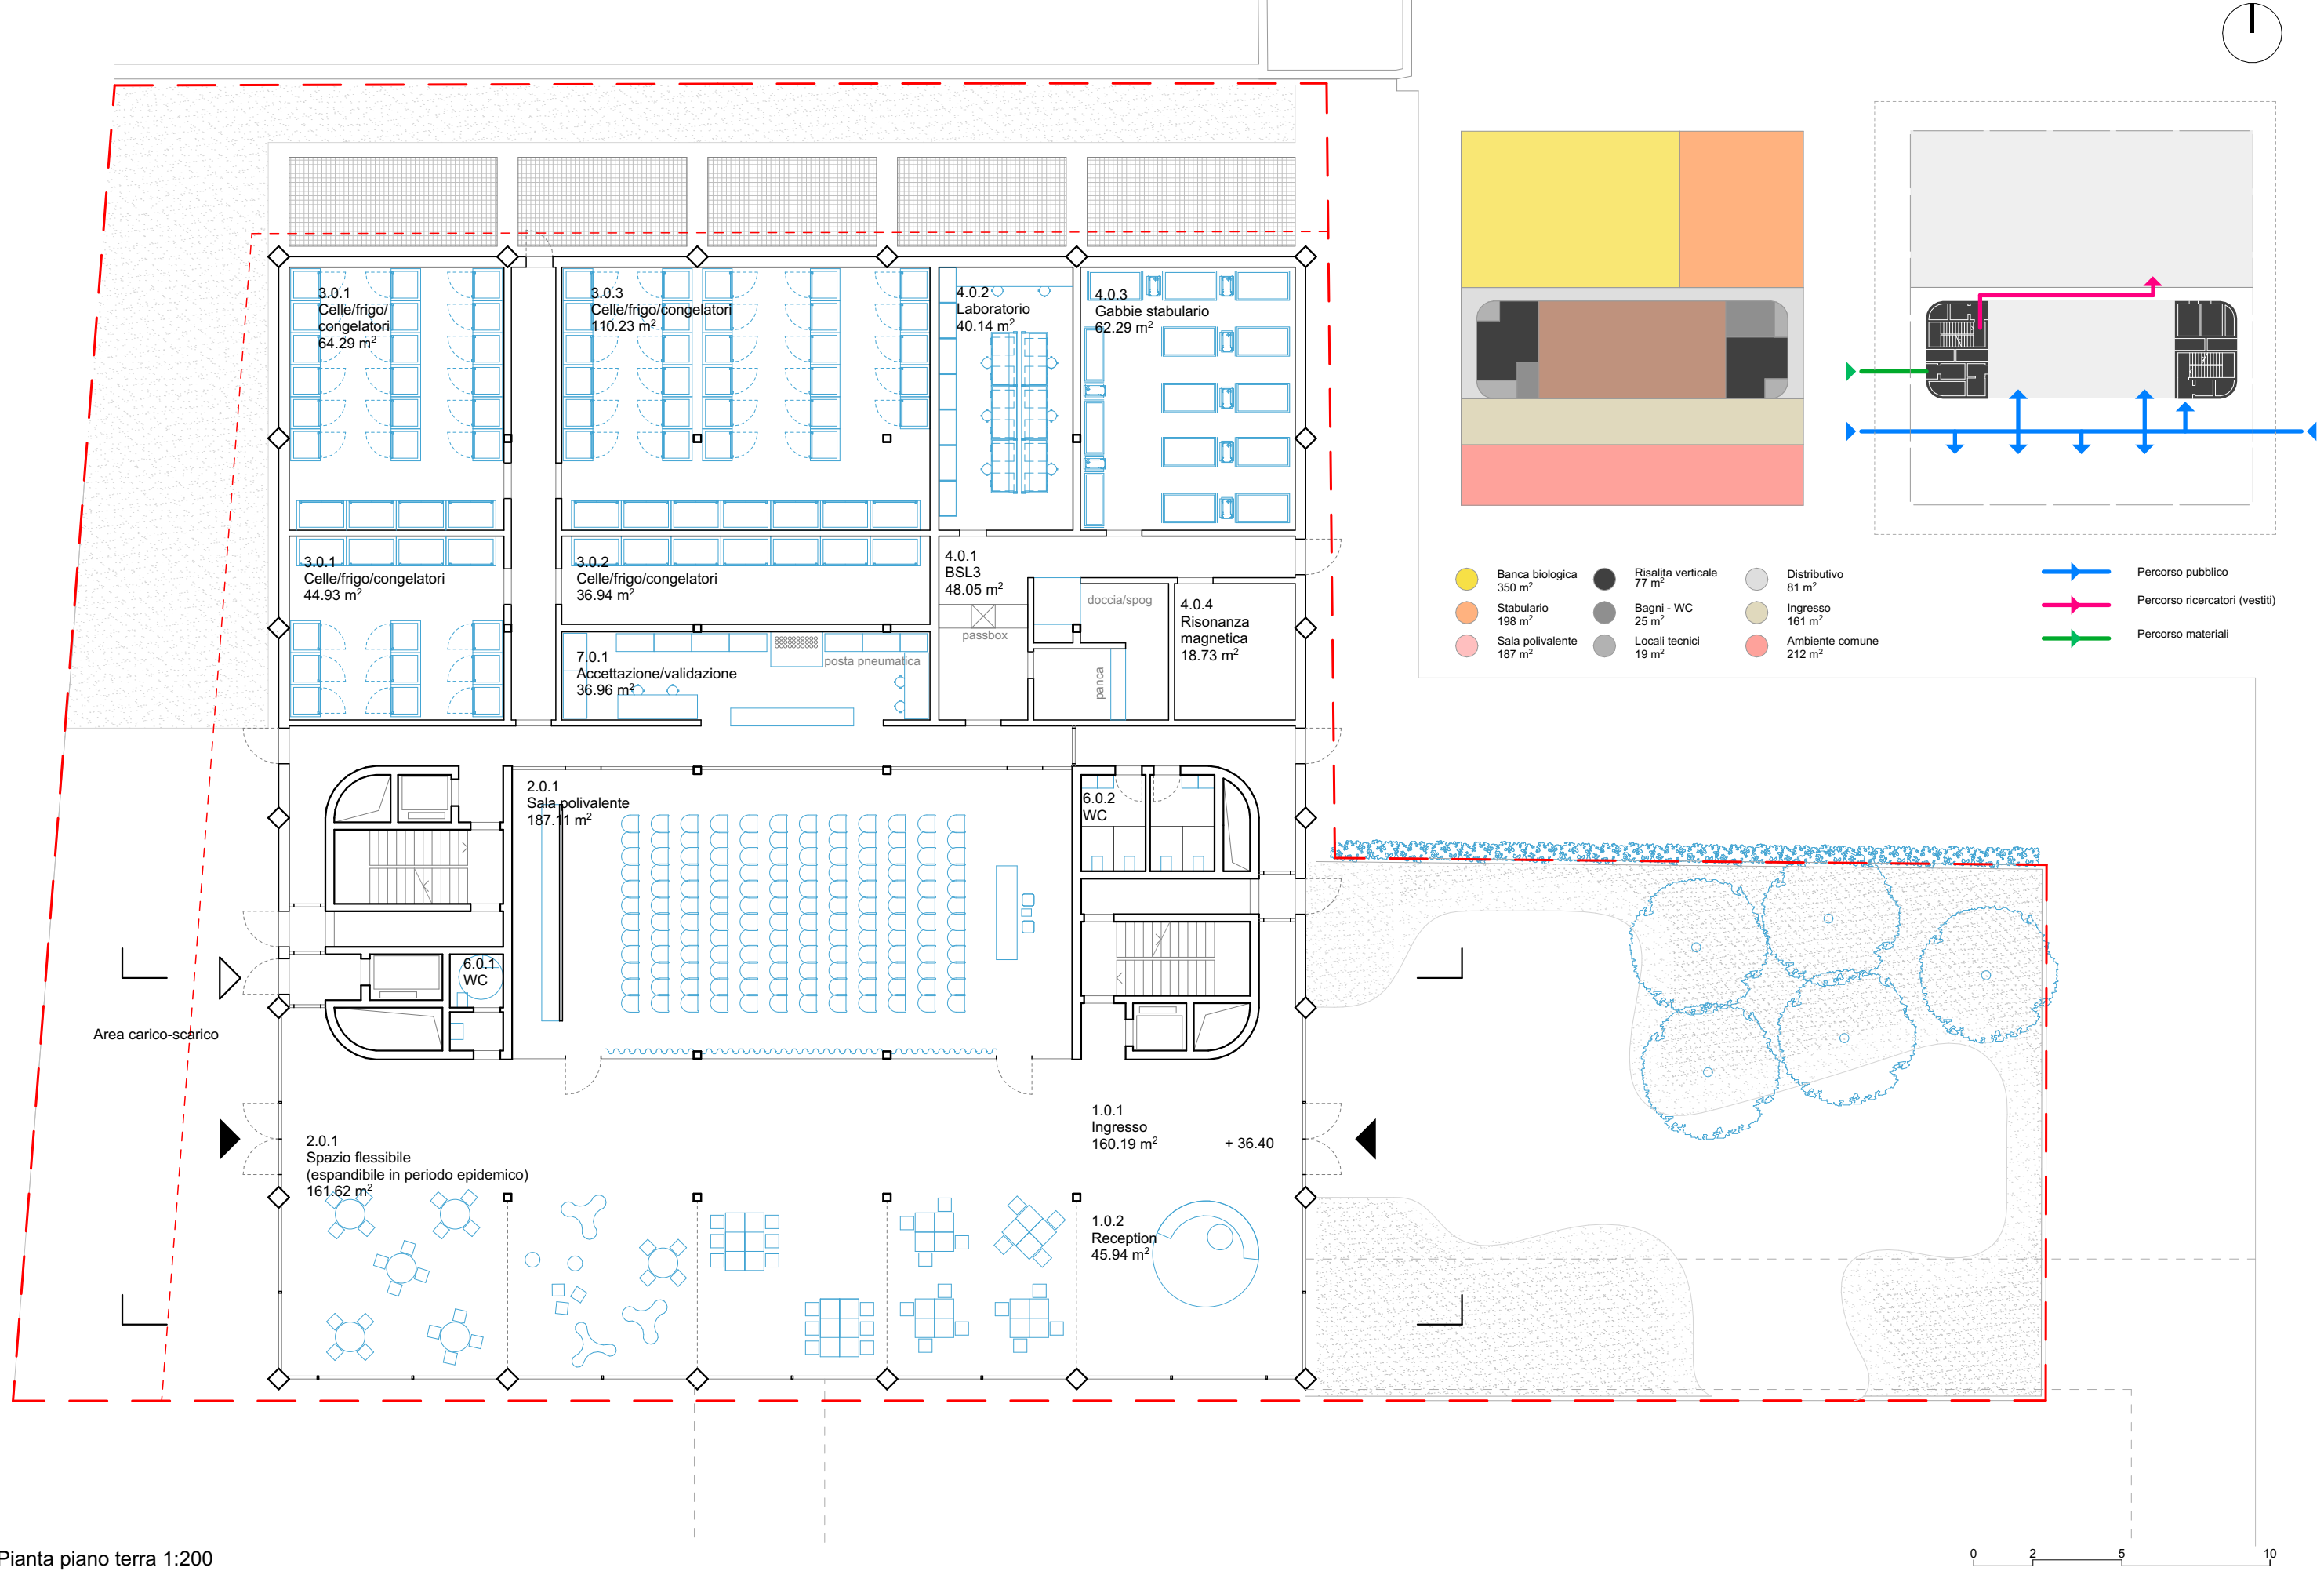 3.0.1
Celle/frigo/
congelatori
64.29 m²
3.0.3
Celle/frigo/congelatori
110.23 m²
4.0.2
Laboratorio
40.14 m²
4.0.3
Gabbie stabulario
62.29 m²
3.0.1
Celle/frigo/congelatori
44.93 m²
3.0.2
Celle/frigo/congelatori
36.94 m²
4.0.1
BSL3
48.05 m²
passbox
doccia/spog
panca
4.0.4
Risonanza
magnetica
18.73 m²
7.0.1
Accettazione/validazione
36.96 m²
posta pneumatica
2.0.1
Sala polivalente
187.11 m²
6.0.2
WC
6.0.1
WC
Area carico-scarico
1.0.1
Ingresso
160.19 m²
+ 36.40
2.0.1
Spazio flessibile
(espandibile in periodo epidemico)
161.62 m²
1.0.2
Reception
45.94 m²
Banca biologica
350 m²
Stabulario
198 m²
Sala polivalente
187 m²
Risalita verticale
77 m²
Bagni - WC
25 m²
Locali tecnici
19 m²
Distributivo
81 m²
Ingresso
161 m²
Ambiente comune
212 m²
Percorso pubblico
Percorso ricercatori (vestiti)
Percorso materiali
Pianta piano terra 1:200
0 2 5 10